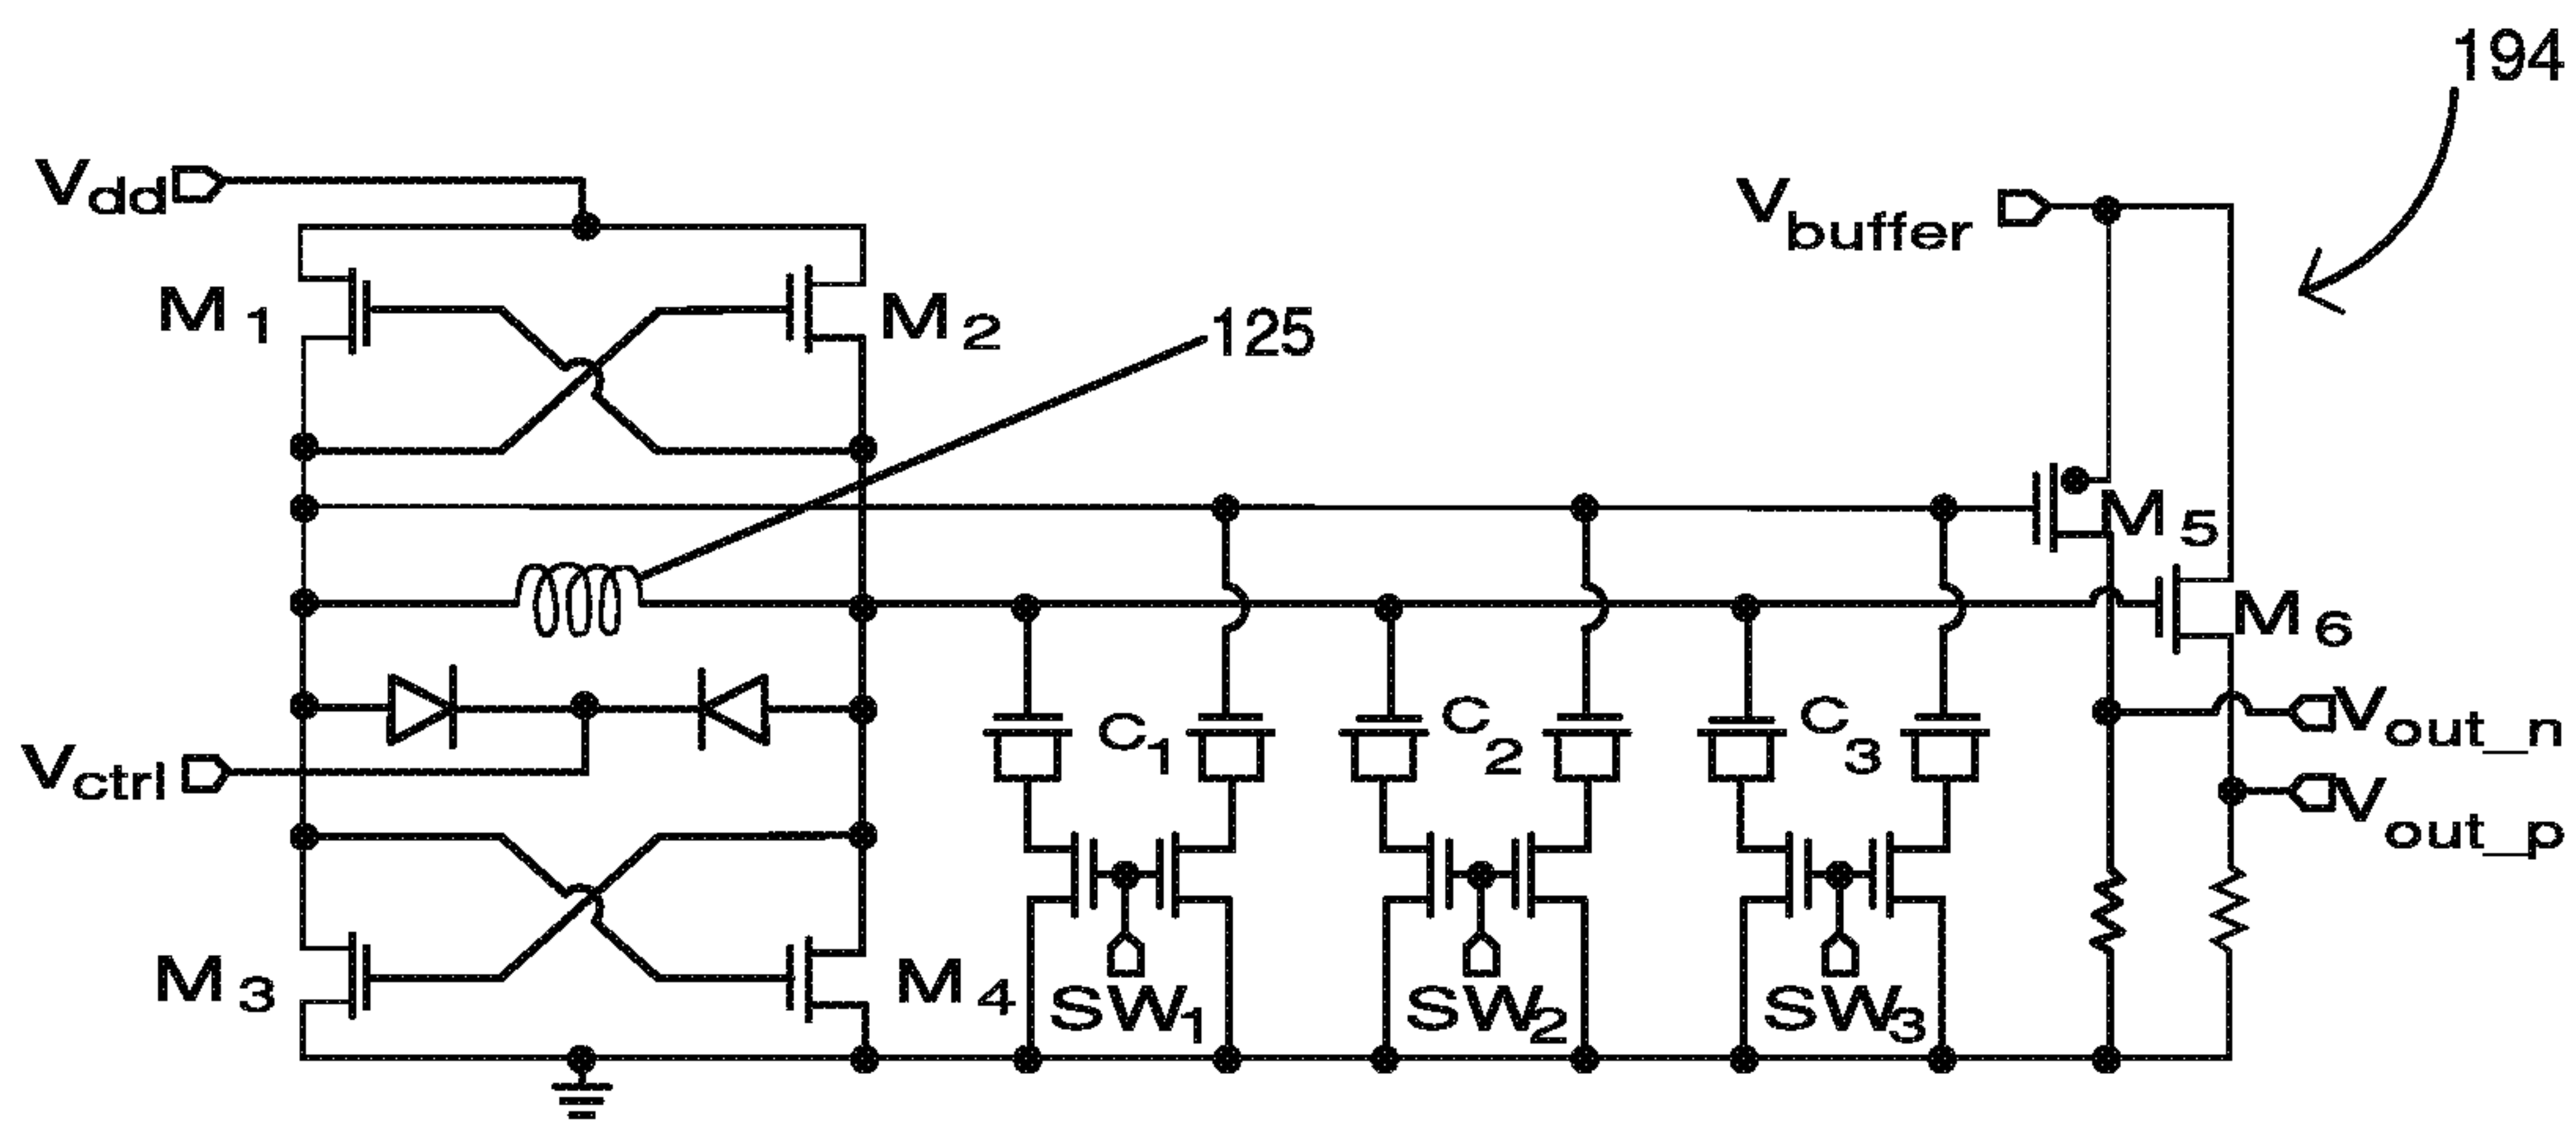 194
Vdd
Vbuffer
M1
M2
125
M5
M6
C1
C2
C3
Vout_n
Vctrl
Vout_p
M3
M4
SW1
SW2
SW3